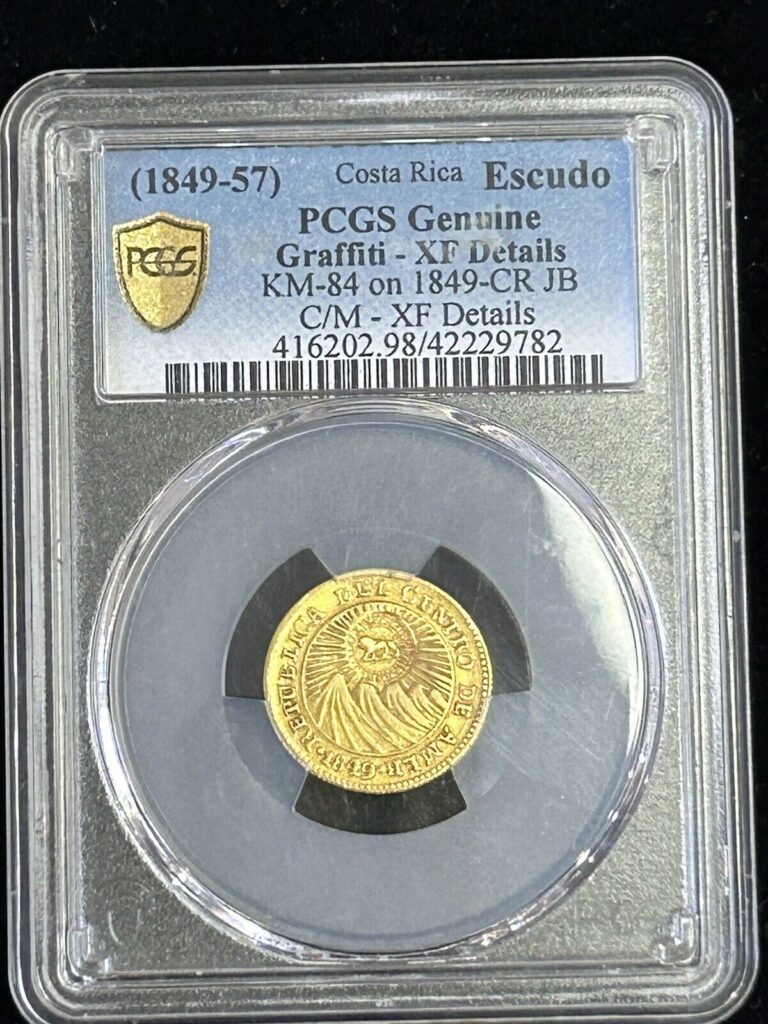 (1849-57) Costa Rica Escudo
PCGS
PCGS Genuine
Graffiti - XF Details
KM-84 on 1849-CR JB
C/M - XF Details
416202.98/42229782
REPUBLICA DEL CENTRO DE AMER. 1849.